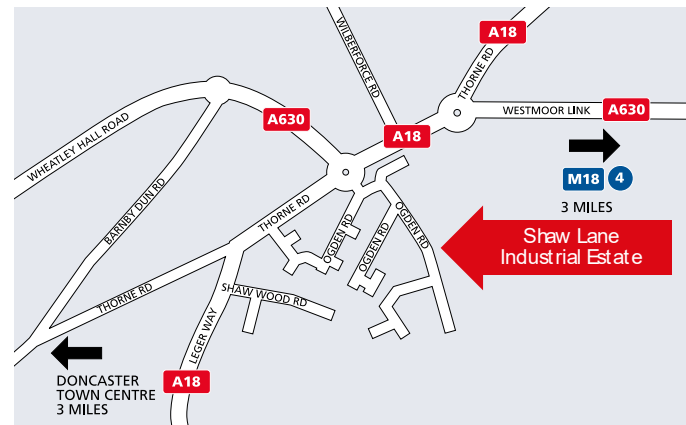 A18
THORNE RD
WILBERFORCE RD
WESTMOOR LINK
A630
A630
A18
WHEATLEY HALL ROAD
M18 4
3 MILES
BARNBY DUN RD
THORNE RD
OGDEN RD
OGDEN RD
OGDEN RD
Shaw Lane
Industrial Estate
THORNE RD
SHAW WOOD RD
LEGER WAY
A18
DONCASTER
TOWN CENTRE
3 MILES